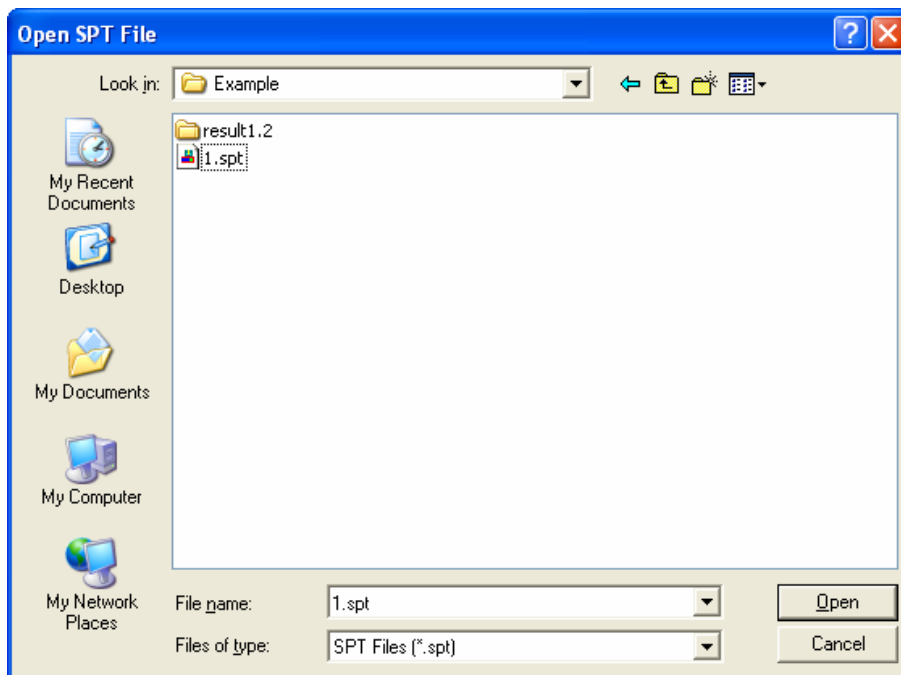 Open SPT File
Look in:
Example
result1.2
1.spt
My Recent
Documents
Desktop
My Documents
My Computer
My Network
Places
File name:
1.spt
Open
Files of type:
SPT Files (*.spt)
Cancel